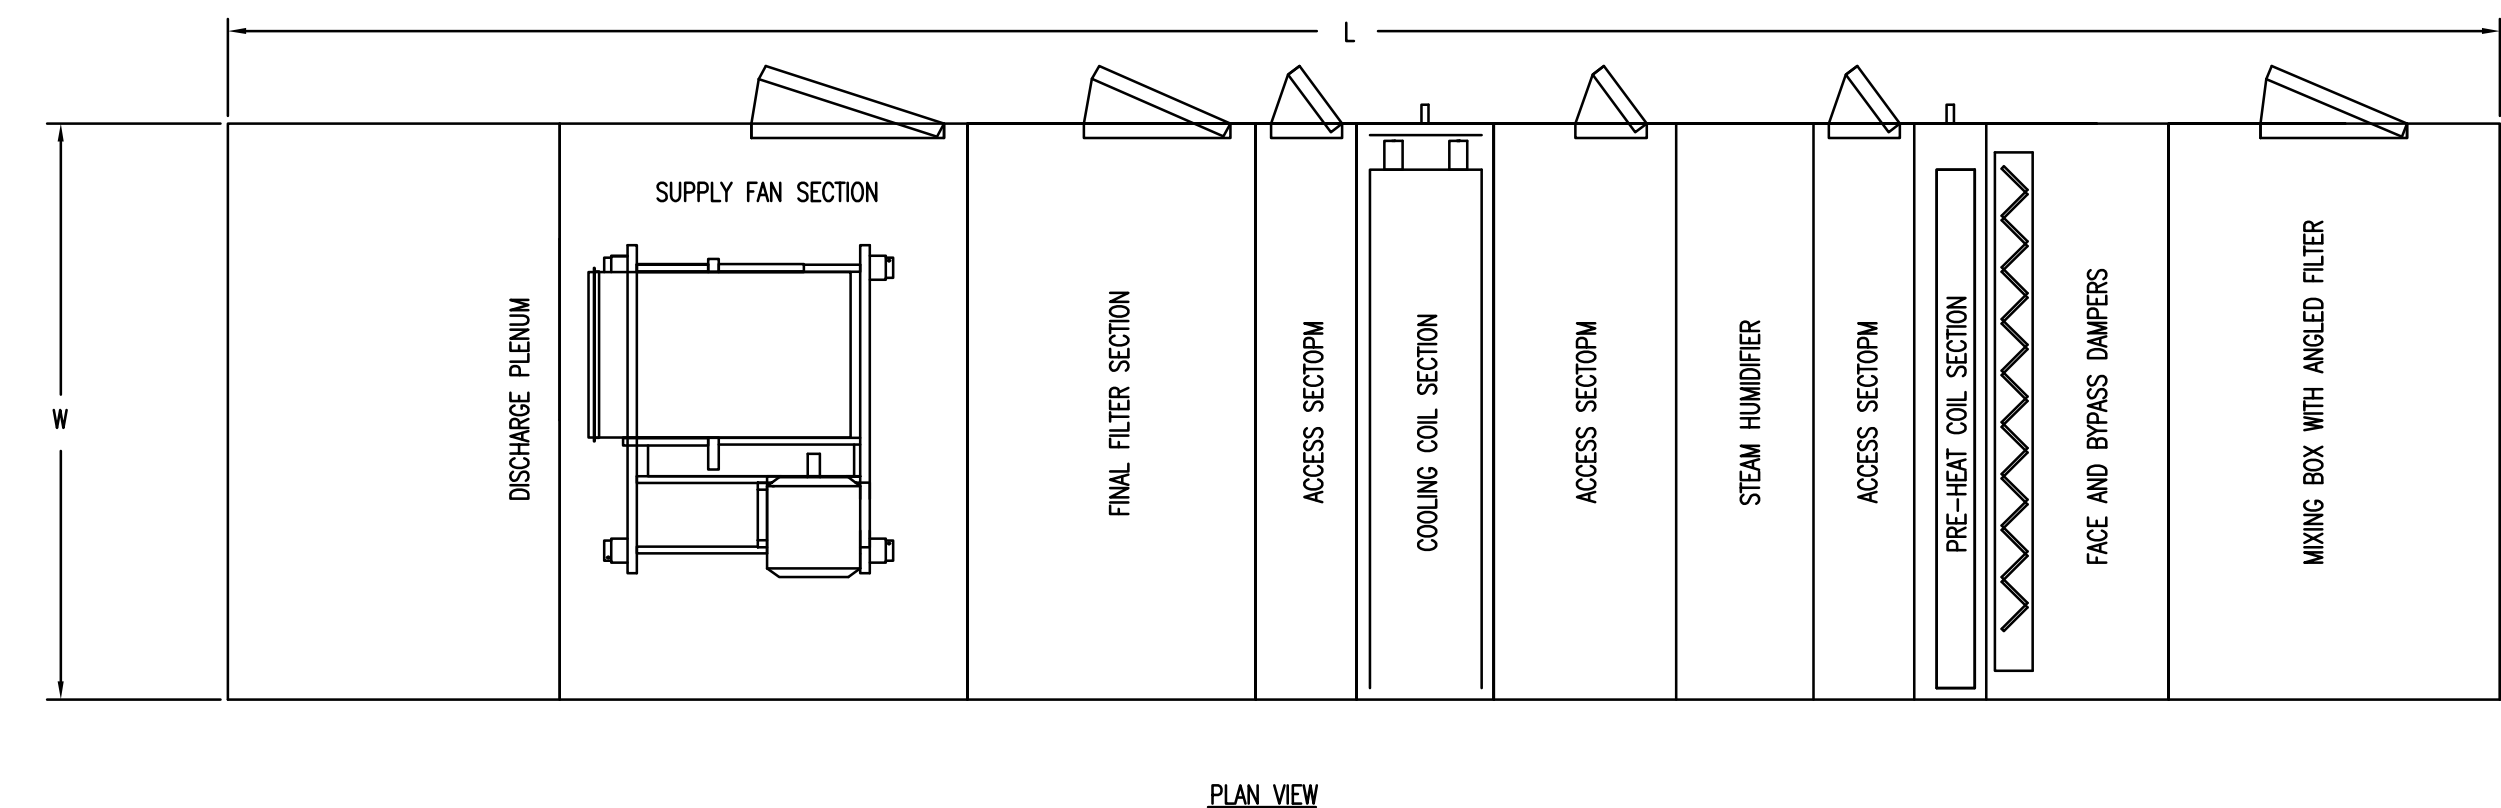 L
W
DISCHARGE PLENUM
SUPPLY FAN SECTION
FINAL FILTER SECTION
ACCESS SECTOPM
COOLING COIL SECTION
ACCESS SECTOPM
STEAM HUMIDIFIER
ACCESS SECTOPM
PRE-HEAT COIL SECTION
FACE AND BYPASS DAMPERS
MIXING BOX WITH ANGLED FILTER
PLAN VIEW